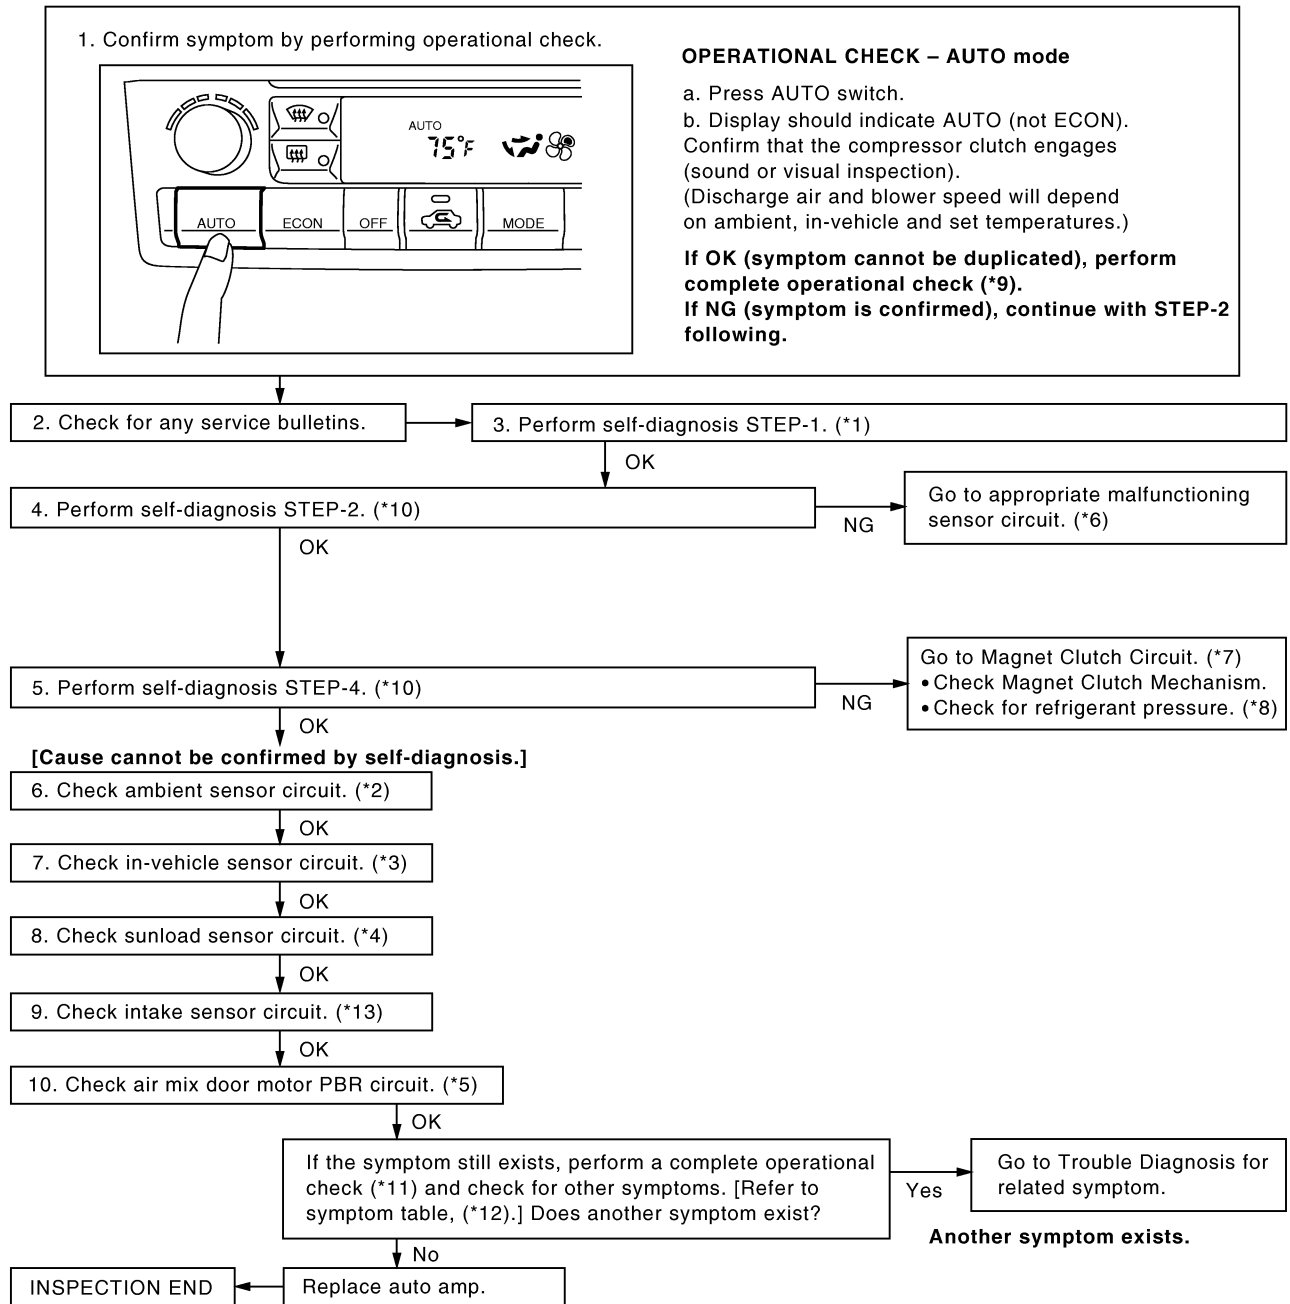 1. Confirm symptom by performing operational check.
AUTO
75°F
AUTO
ECON
OFF
MODE
OPERATIONAL CHECK – AUTO mode
a. Press AUTO switch.
b. Display should indicate AUTO (not ECON).
Confirm that the compressor clutch engages
(sound or visual inspection).
(Discharge air and blower speed will depend
on ambient, in-vehicle and set temperatures.)
If OK (symptom cannot be duplicated), perform
complete operational check (*9).
If NG (symptom is confirmed), continue with STEP-2
following.
2. Check for any service bulletins.
3. Perform self-diagnosis STEP-1. (*1)
OK
4. Perform self-diagnosis STEP-2. (*10)
NG
Go to appropriate malfunctioning
sensor circuit. (*6)
OK
5. Perform self-diagnosis STEP-4. (*10)
NG
Go to Magnet Clutch Circuit. (*7)
• Check Magnet Clutch Mechanism.
• Check for refrigerant pressure. (*8)
OK
[Cause cannot be confirmed by self-diagnosis.]
6. Check ambient sensor circuit. (*2)
OK
7. Check in-vehicle sensor circuit. (*3)
OK
8. Check sunload sensor circuit. (*4)
OK
9. Check intake sensor circuit. (*13)
OK
10. Check air mix door motor PBR circuit. (*5)
OK
If the symptom still exists, perform a complete operational
check (*11) and check for other symptoms. [Refer to
symptom table, (*12).] Does another symptom exist?
Yes
Go to Trouble Diagnosis for
related symptom.
Another symptom exists.
No
Replace auto amp.
INSPECTION END